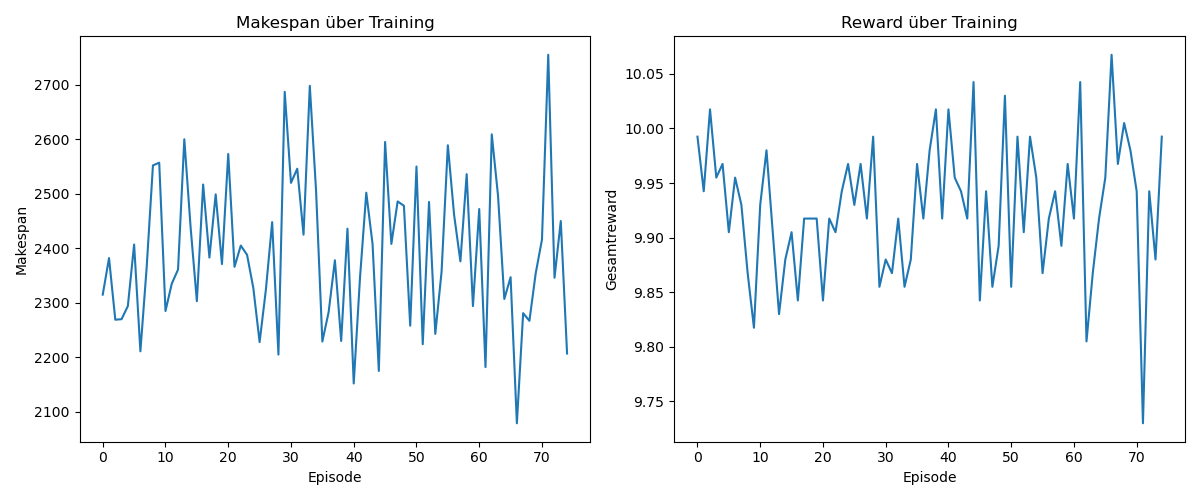 Makespan über Training
Makespan
2700
2600
2500
2400
2300
2200
2100
0 10 20 30 40 50 60 70
Episode
Reward über Training
Gesamtreward
10.05
10.00
9.95
9.90
9.85
9.80
9.75
0 10 20 30 40 50 60 70
Episode